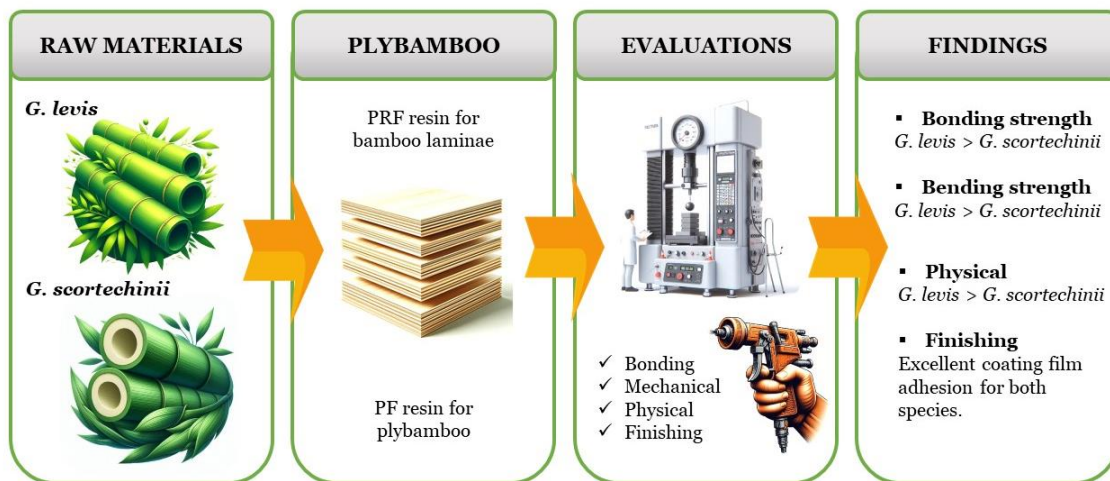 RAW MATERIALS
G. levis
G. scortechinii
PLYBAMBOO
PRF resin for
bamboo laminae
PF resin for
plybamboo
EVALUATIONS
✓ Bonding
✓ Mechanical
✓ Physical
✓ Finishing
FINDINGS
▪ Bonding strength
G. levis > G. scortechinii
▪ Bending strength
G. levis > G. scortechinii
▪ Physical
G. levis > G. scortechinii
▪ Finishing
Excellent coating film
adhesion for both
species.